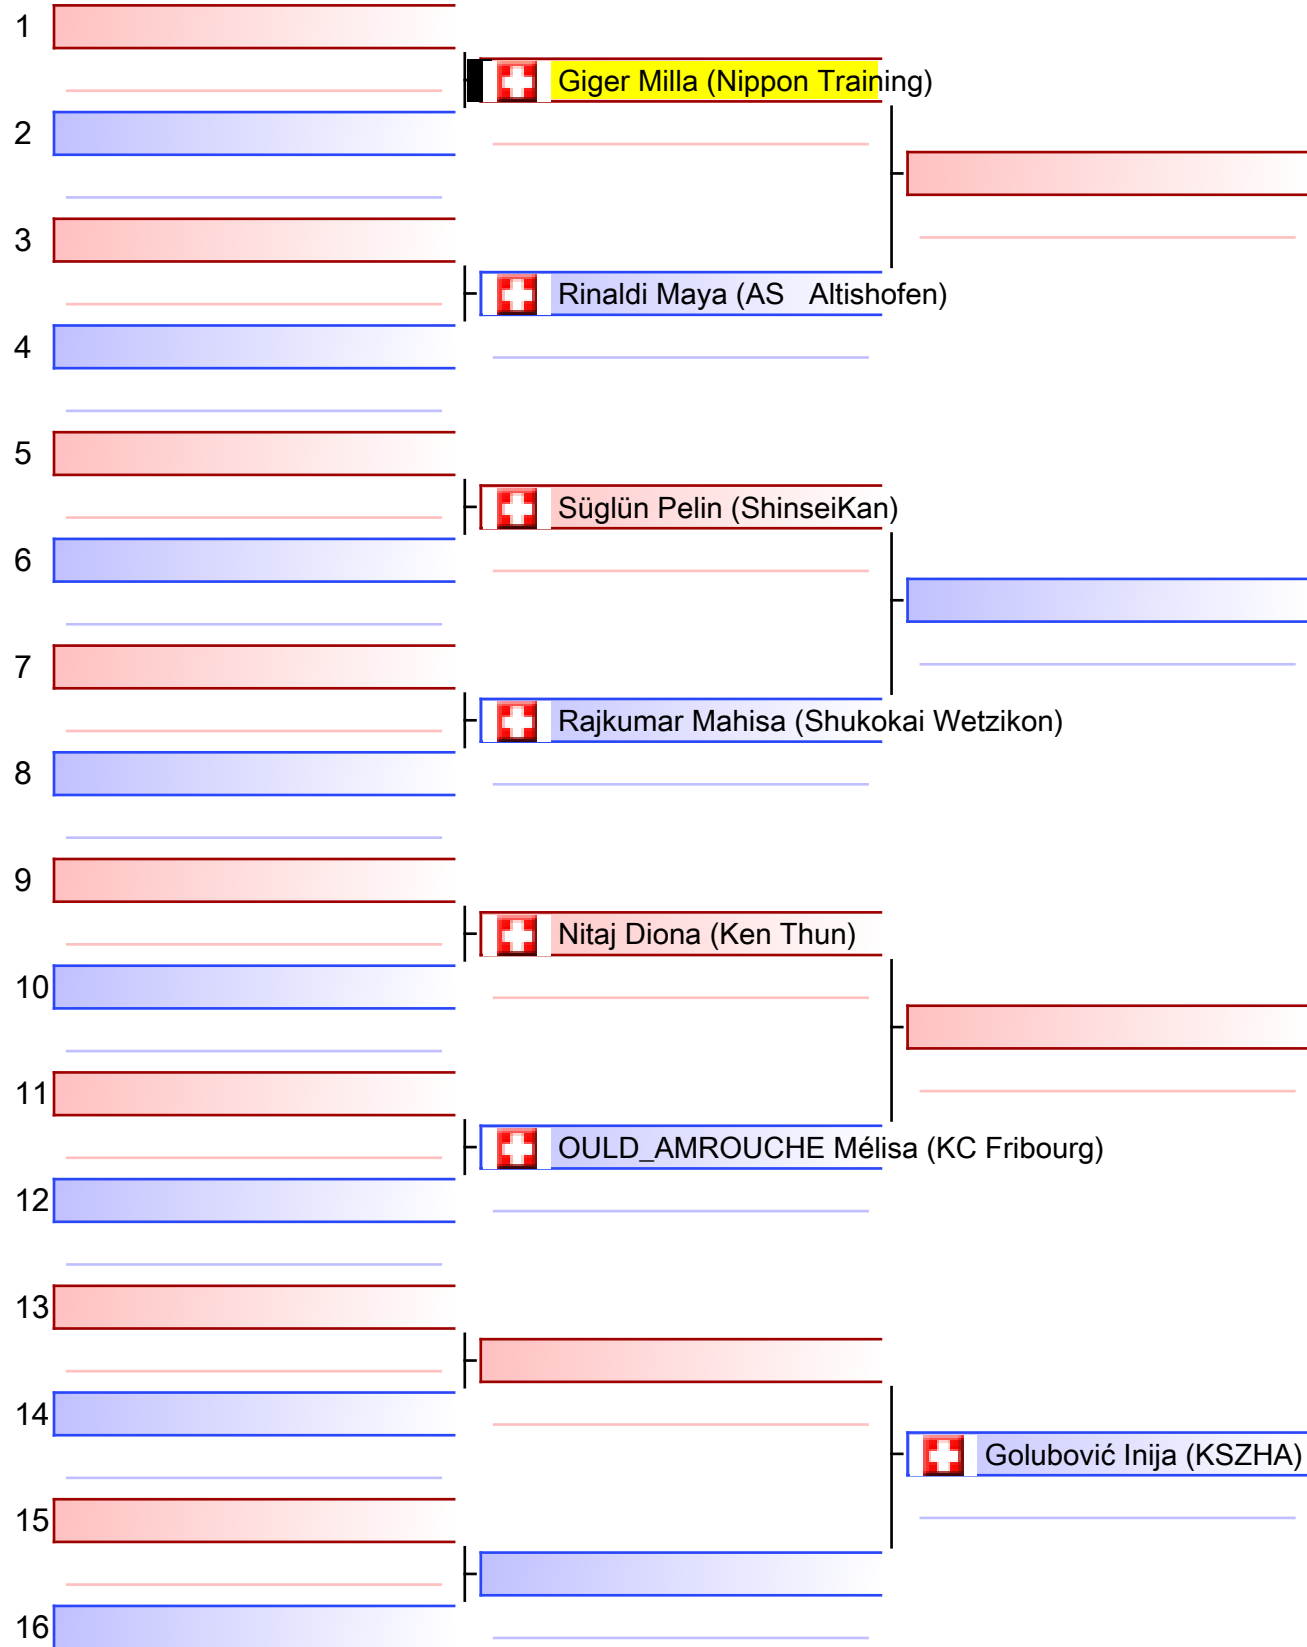 1
Giger Milla (Nippon Training)
2
3
Rinaldi Maya (AS Altishofen)
4
5
Süglün Pelin (ShinseiKan)
6
7
Rajkumar Mahisa (Shukokai Wetzikon)
8
9
Nitaj Diona (Ken Thun)
10
11
OULD_AMROUCHE Mélisa (KC Fribourg)
12
13
14
Golubović Inija (KSZHA)
15
16